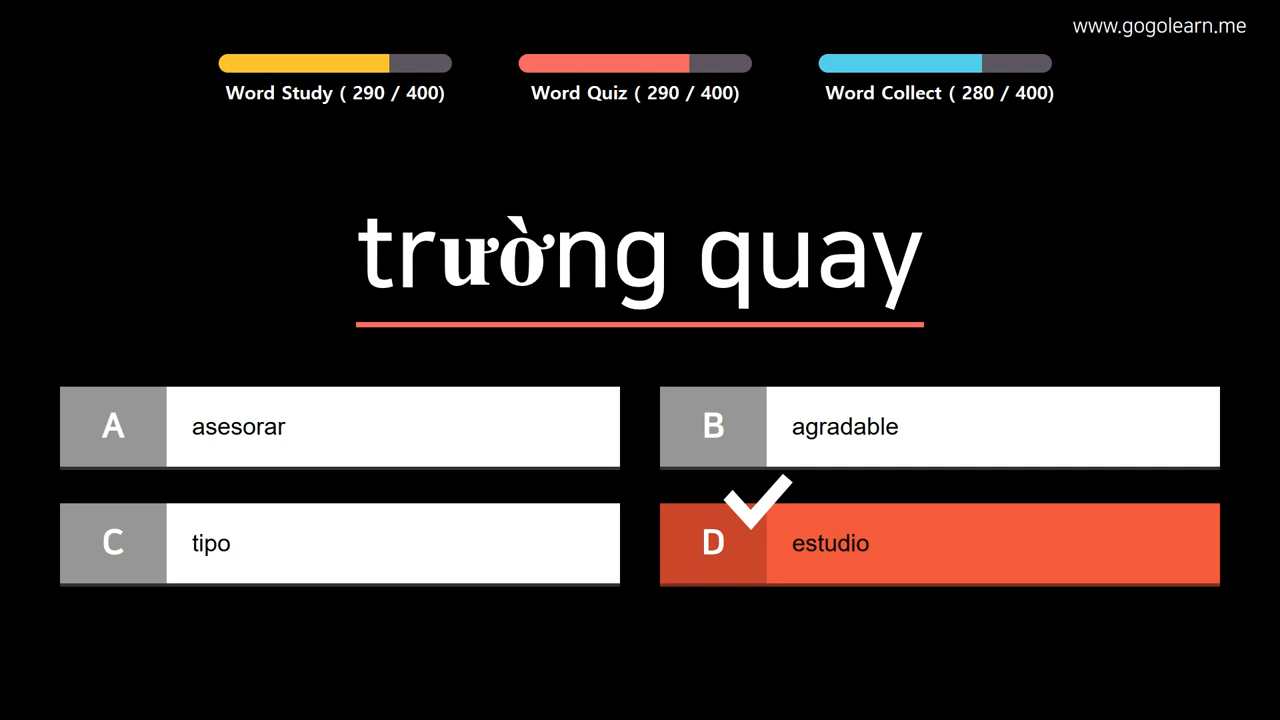 www.gogolearn.me
Word Study ( 290 / 400)
Word Quiz ( 290 / 400)
Word Collect ( 280 / 400)
trường quay
A
asesorar
B
agradable
C
tipo
D
estudio